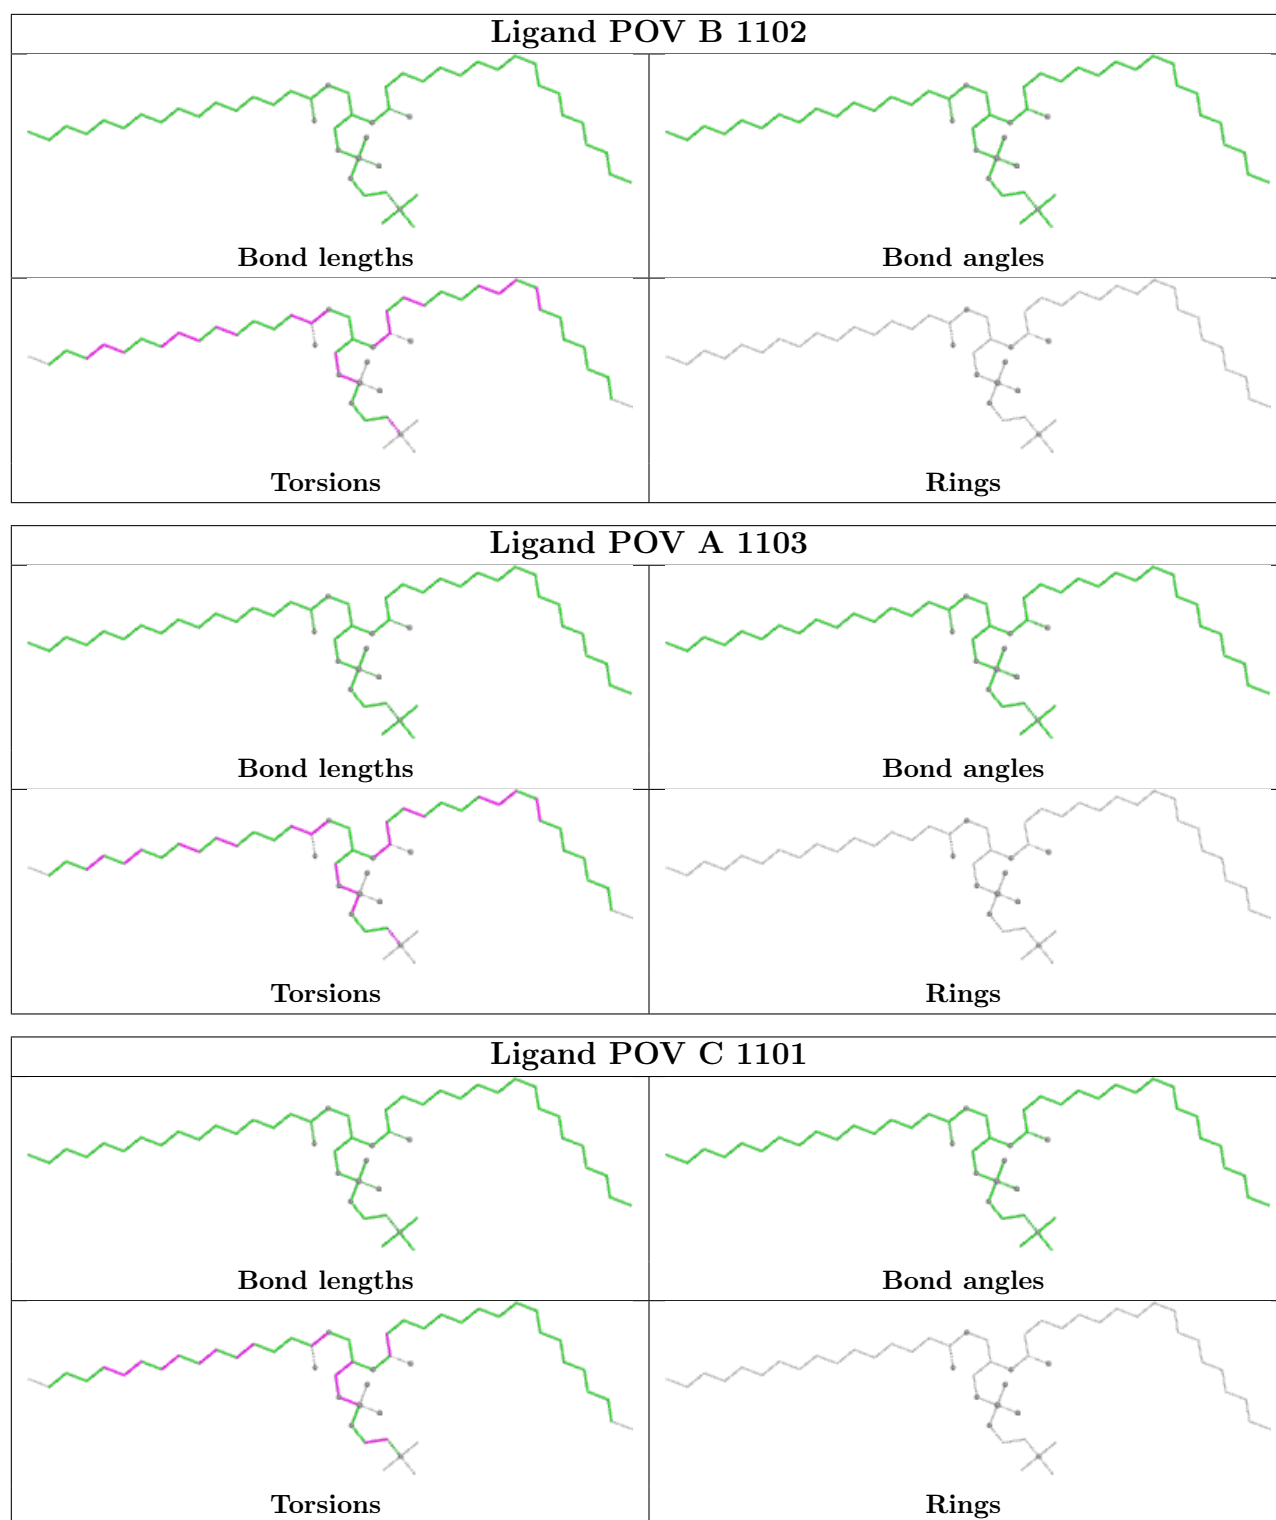 Ligand POV B 1102
Bond lengths
Bond angles
Torsions
Rings
Ligand POV A 1103
Bond lengths
Bond angles
Torsions
Rings
Ligand POV C 1101
Bond lengths
Bond angles
Torsions
Rings